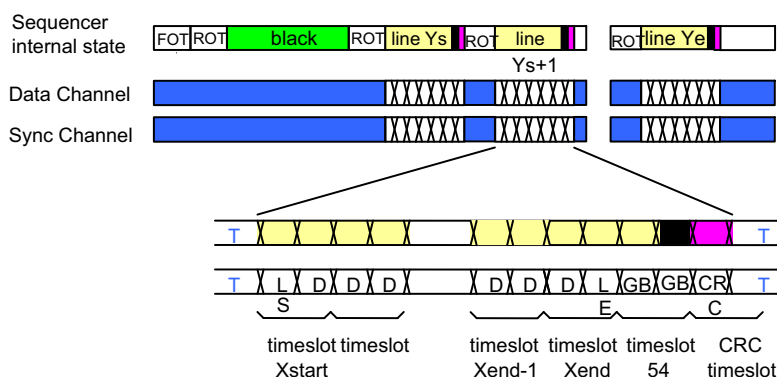 Sequencer
internal state
FOT ROT black ROT line Ys ROT line ROT line Ye
Ys+1
Data Channel
Sync Channel
T T
T L D D D D D D L GB GB CR T
S E C
timeslot timeslot timeslot timeslot timeslot CRC
Xstart Xend-1 Xend 54 timeslot